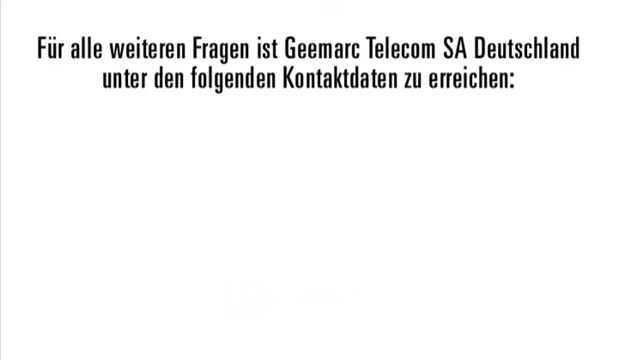 Für alle weiteren Fragen ist Geemarc Telecom SA Deutschland
unter den folgenden Kontaktdaten zu erreichen: